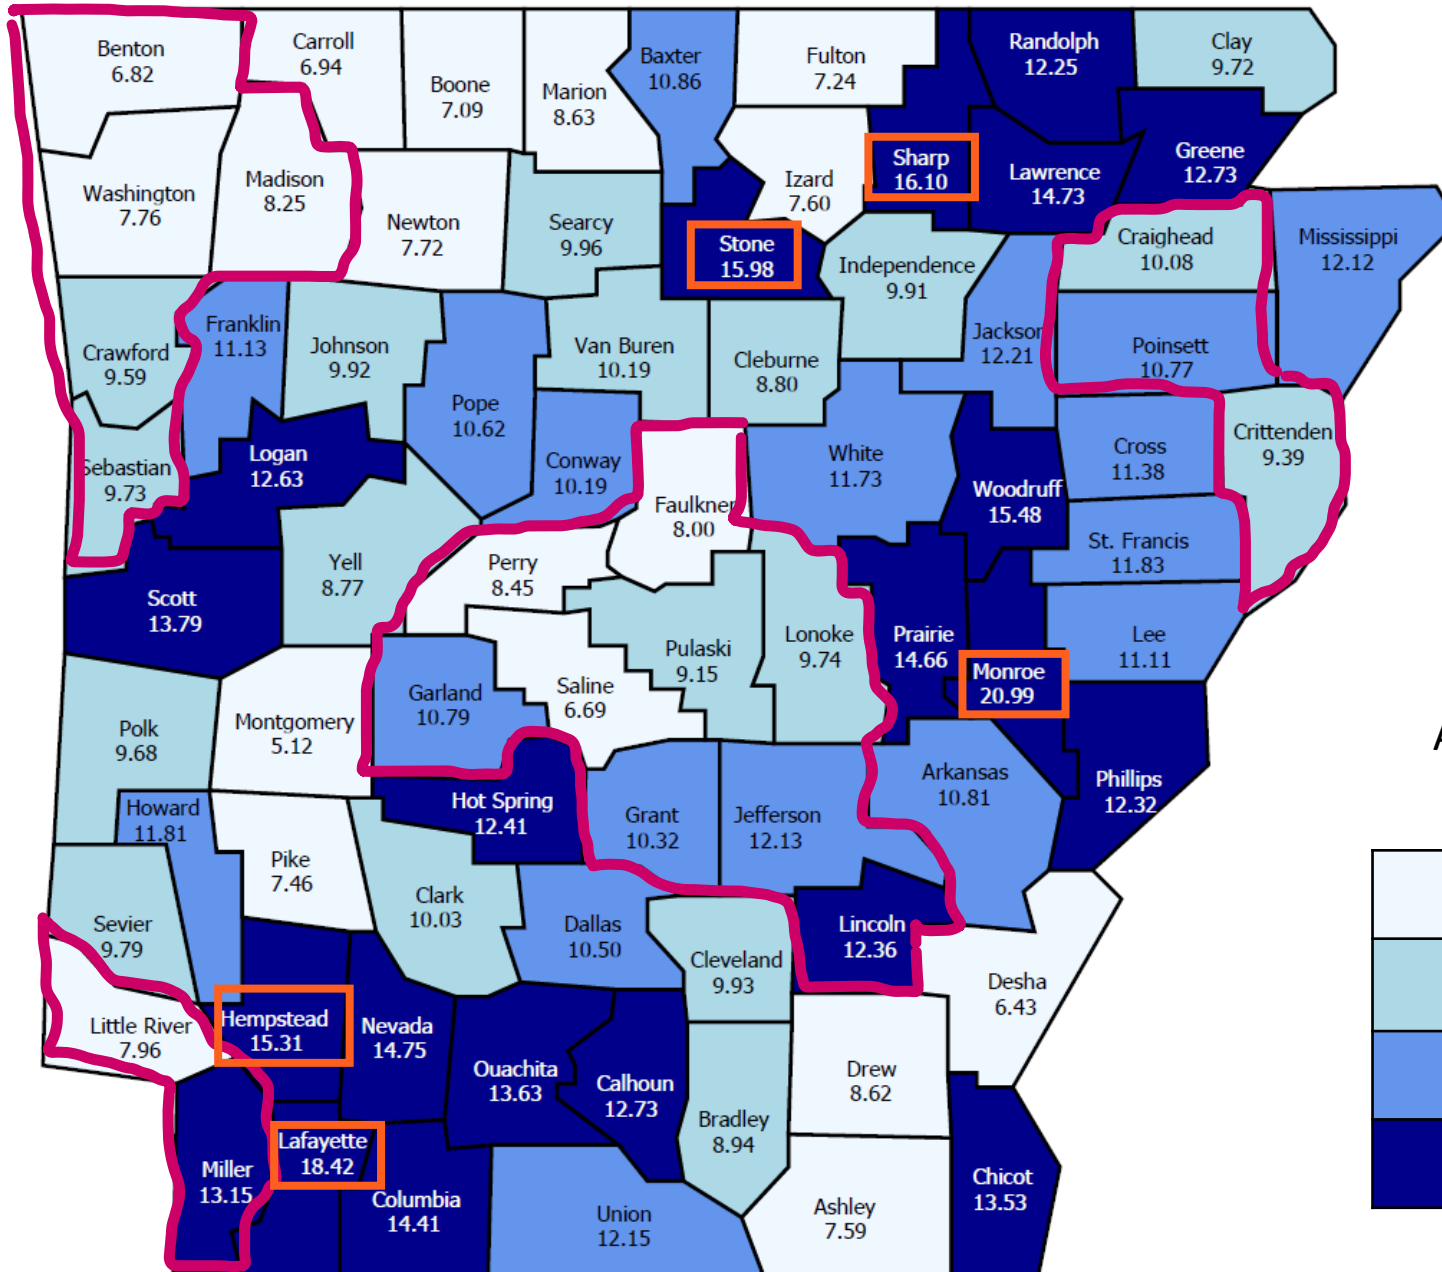 Benton
6.82
Carroll
6.94
Boone
7.09
Marion
8.63
Baxter
10.86
Fulton
7.24
Randolph
12.25
Clay
9.72
Washington
7.76
Madison
8.25
Newton
7.72
Searcy
9.96
Stone
15.98
Izard
7.60
Sharp
16.10
Lawrence
14.73
Greene
12.73
Independence
9.91
Craighead
10.08
Mississippi
12.12
Crawford
9.59
Franklin
11.13
Johnson
9.92
Pope
10.62
Van Buren
10.19
Cleburne
8.80
Jackson
12.21
Poinsett
10.77
Sebastian
9.73
Logan
12.63
Conway
10.19
Faulkner
8.00
White
11.73
Woodruff
15.48
Cross
11.38
Crittenden
9.39
Scott
13.79
Yell
8.77
Perry
8.45
Pulaski
9.15
Lonoke
9.74
Prairie
14.66
St. Francis
11.83
Lee
11.11
Monroe
20.99
Polk
9.68
Montgomery
5.12
Garland
10.79
Saline
6.69
Hot Spring
12.41
Grant
10.32
Jefferson
12.13
Arkansas
10.81
Phillips
12.32
Howard
11.81
Pike
7.46
Clark
10.03
Dallas
10.50
Cleveland
9.93
Lincoln
12.36
Desha
6.43
Sevier
9.79
Little River
7.96
Hempstead
15.31
Nevada
14.75
Ouachita
13.63
Calhoun
12.73
Bradley
8.94
Drew
8.62
Miller
13.15
Lafayette
18.42
Columbia
14.41
Union
12.15
Ashley
7.59
Chicot
13.53